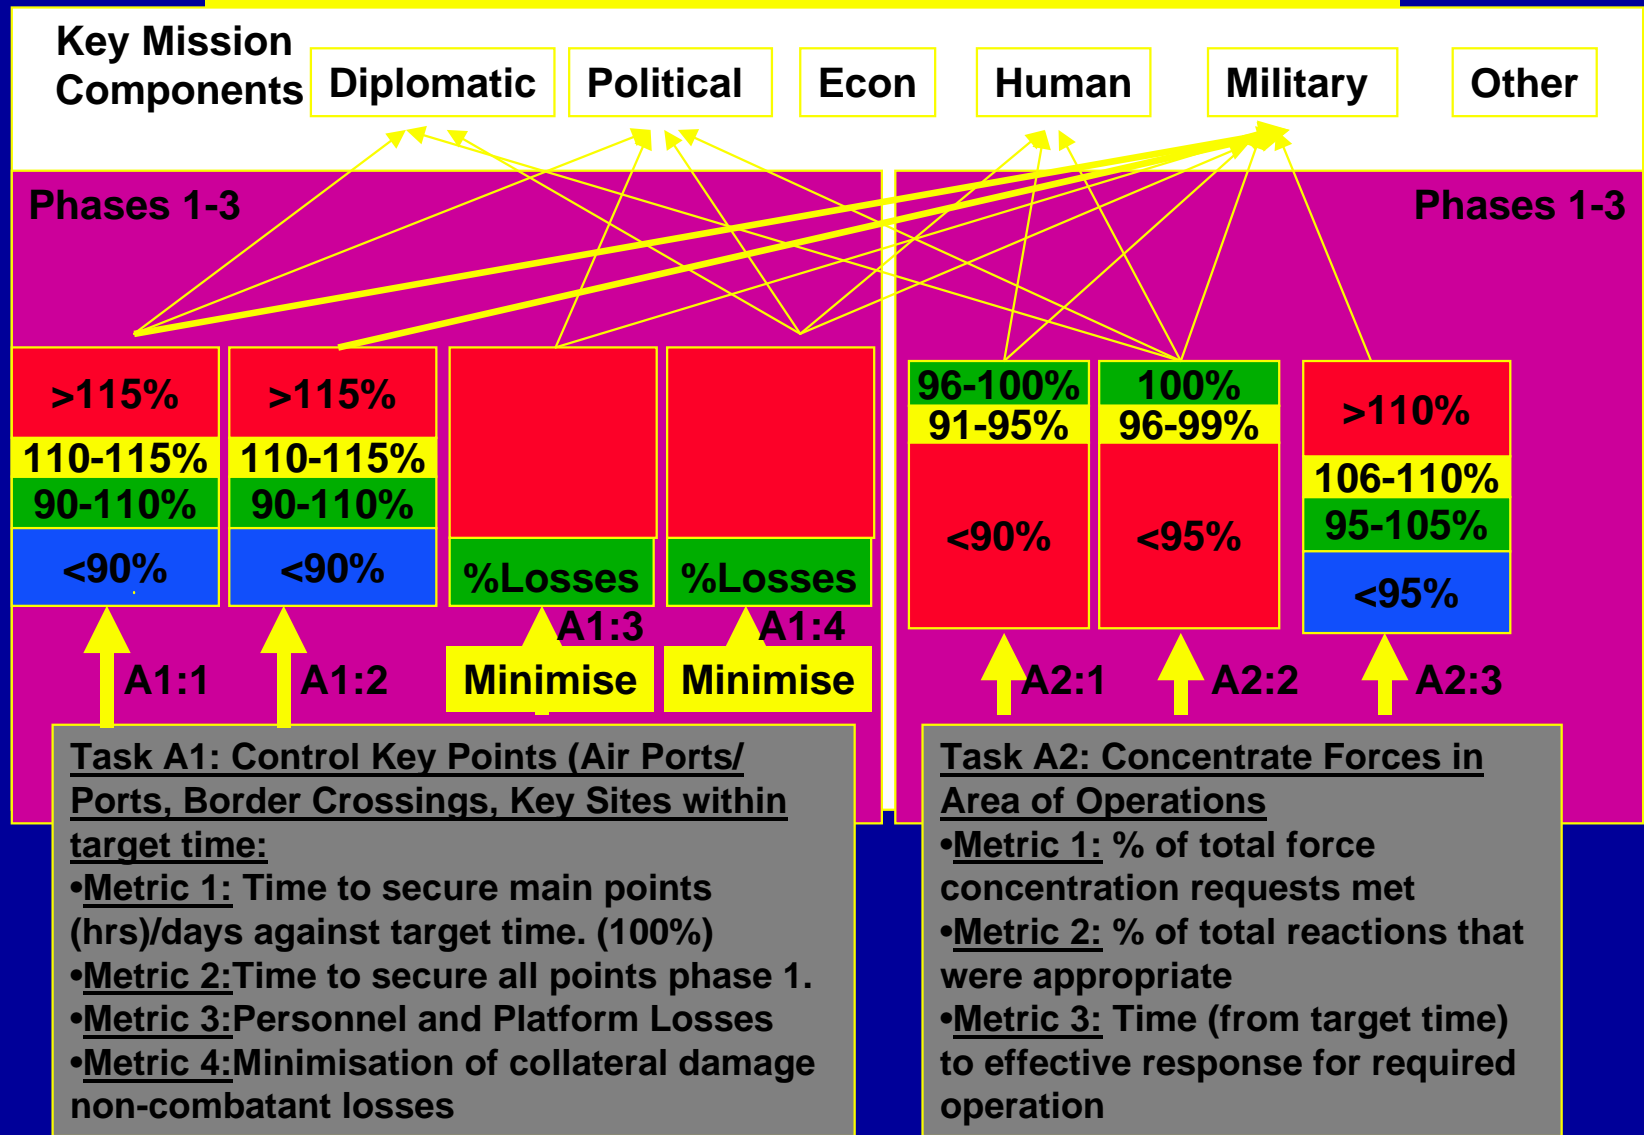 Key Mission
Components
Diplomatic
Political
Econ
Human
Military
Other
Phases 1-3
Phases 1-3
>115%
110-115%
90-110%
<90%
>115%
110-115%
90-110%
<90%
%Losses
%Losses
96-100%
91-95%
<90%
100%
96-99%
<95%
>110%
106-110%
95-105%
<95%
A1:1
A1:2
A1:3
Minimise
A1:4
Minimise
A2:1
A2:2
A2:3
Task A1: Control Key Points (Air Ports/
Ports, Border Crossings, Key Sites within
target time:
•Metric 1: Time to secure main points
(hrs)/days against target time. (100%)
•Metric 2:Time to secure all points phase 1.
•Metric 3:Personnel and Platform Losses
•Metric 4:Minimisation of collateral damage
non-combatant losses
Task A2: Concentrate Forces in
Area of Operations
•Metric 1: % of total force
concentration requests met
•Metric 2: % of total reactions that
were appropriate
•Metric 3: Time (from target time)
to effective response for required
operation